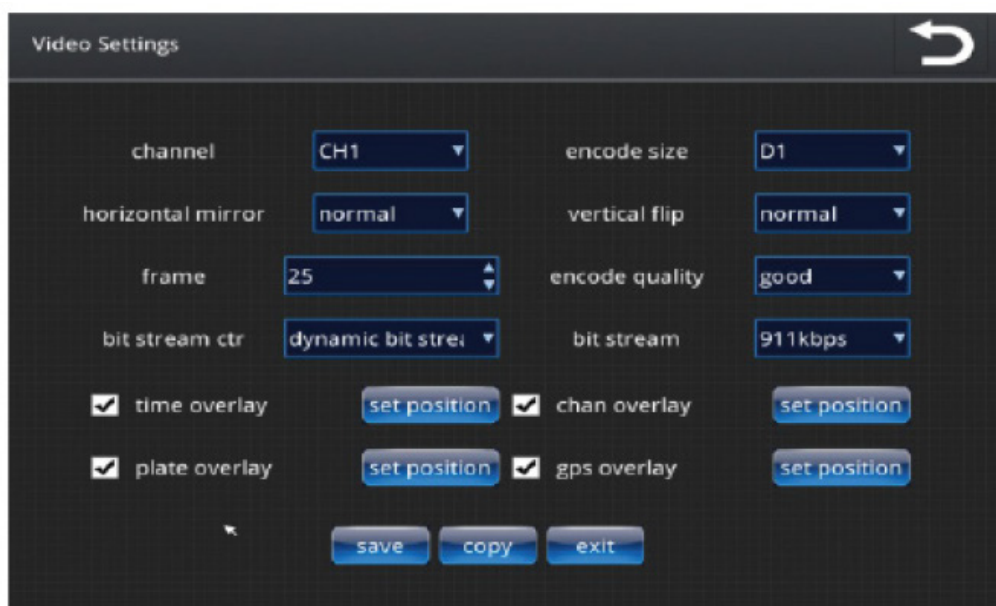 Video Settings
channel CH1 encode size D1
horizontal mirror normal vertical flip normal
frame 25 encode quality good
bit stream ctr dynamic bit strea bit stream 911kbps
time overlay set position chan overlay set position
plate overlay set position gps overlay set position
save copy exit